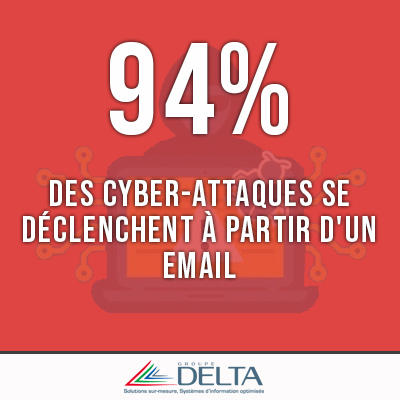 94%
DES CYBER-ATTAQUES SE
DÉCLENCHENT À PARTIR D'UN
EMAIL
GROUPE
DELTA
Solutions sur-mesure, Systèmes d'information optimisés